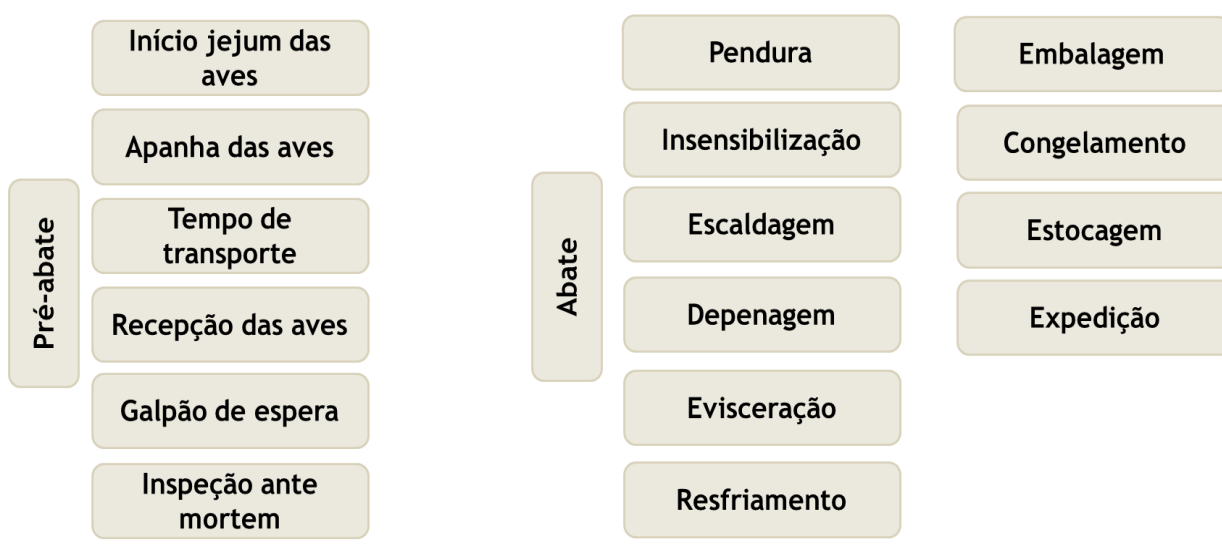 Pré-abate
Início jejum das
aves
Apanha das aves
Tempo de
transporte
Recepção das aves
Galpão de espera
Inspeção ante
mortem
Abate
Pendura
Insensibilização
Escaldagem
Depenagem
Evisceração
Resfriamento
Embalagem
Congelamento
Estocagem
Expedição